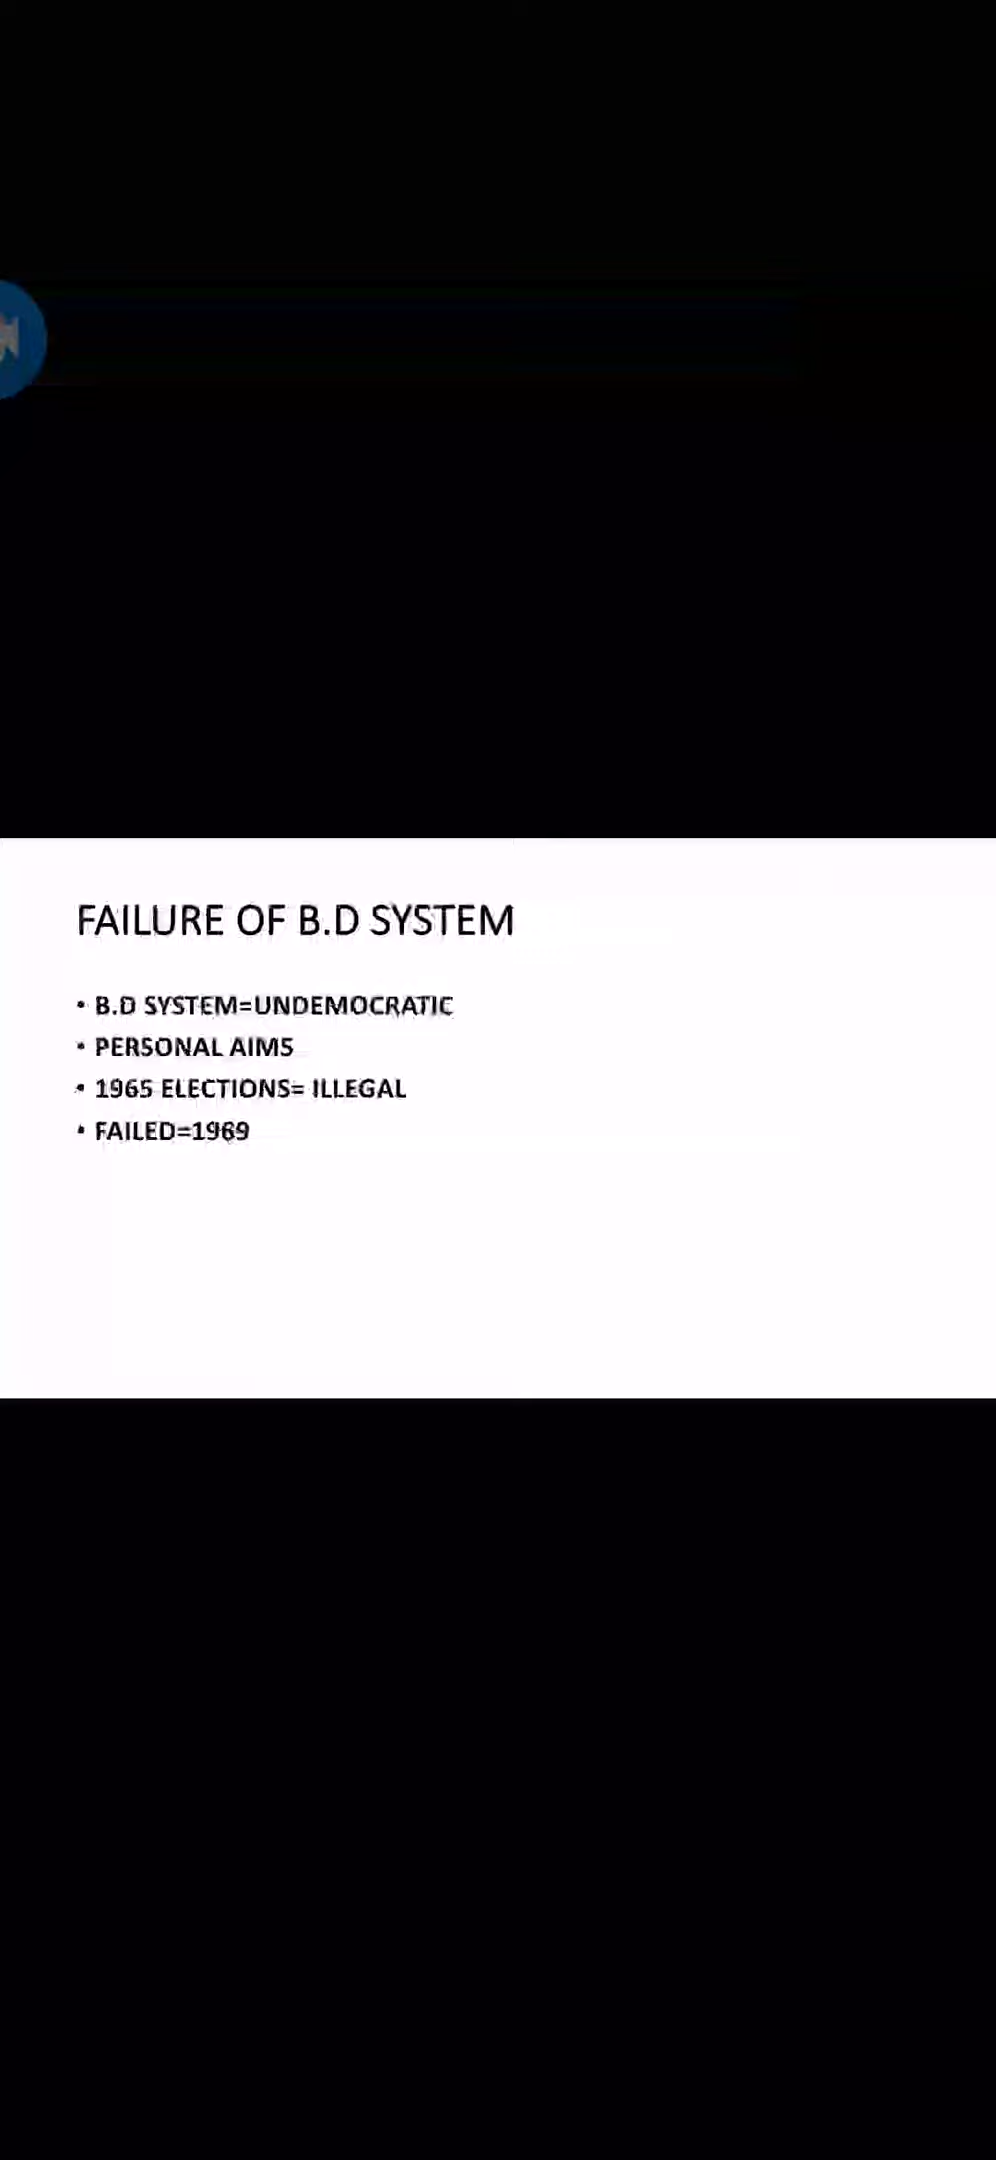 FAILURE OF B.D SYSTEM
• B.D SYSTEM=UNDEMOCRATIC
• PERSONAL AIMS
• 1965 ELECTIONS= ILLEGAL
• FAILED=1969